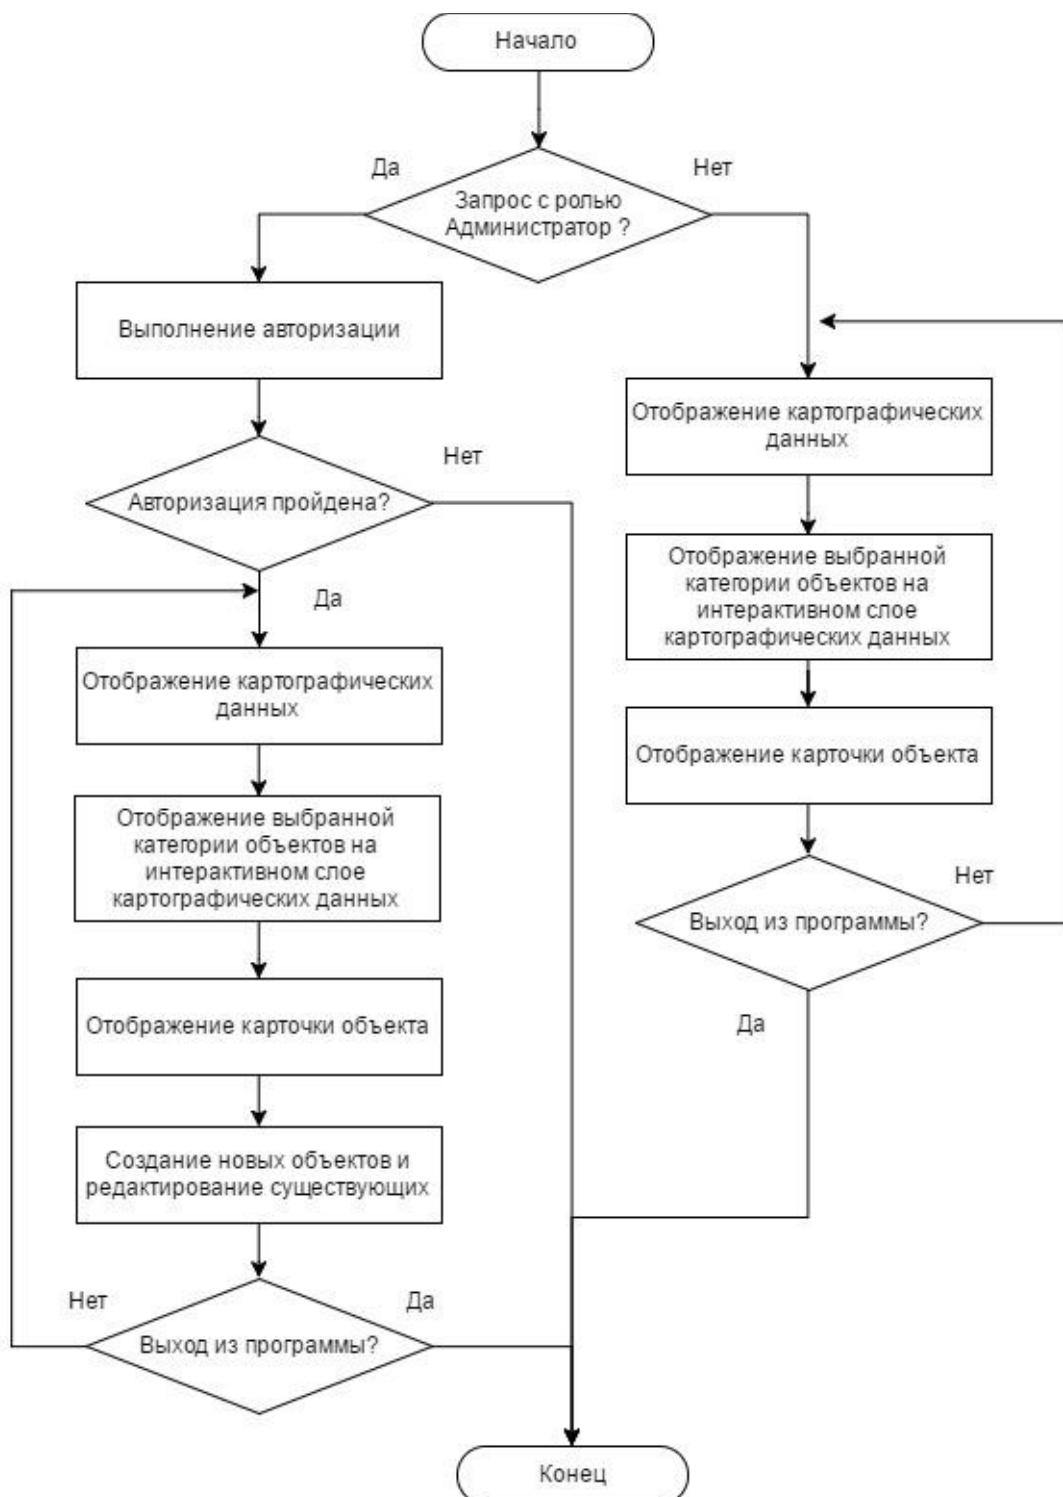 Начало
Да
Нет
Запрос с ролью
Администратор ?
Выполнение авторизации
Нет
Авторизация пройдена?
Да
Отображение картографических
данных
Отображение выбранной
категории объектов на
интерактивном слое
картографических данных
Отображение карточки объекта
Создание новых объектов и
редактирование существующих
Нет
Да
Выход из программы?
Отображение картографических
данных
Отображение выбранной
категории объектов на
интерактивном слое
картографических данных
Отображение карточки объекта
Нет
Выход из программы?
Да
Конец